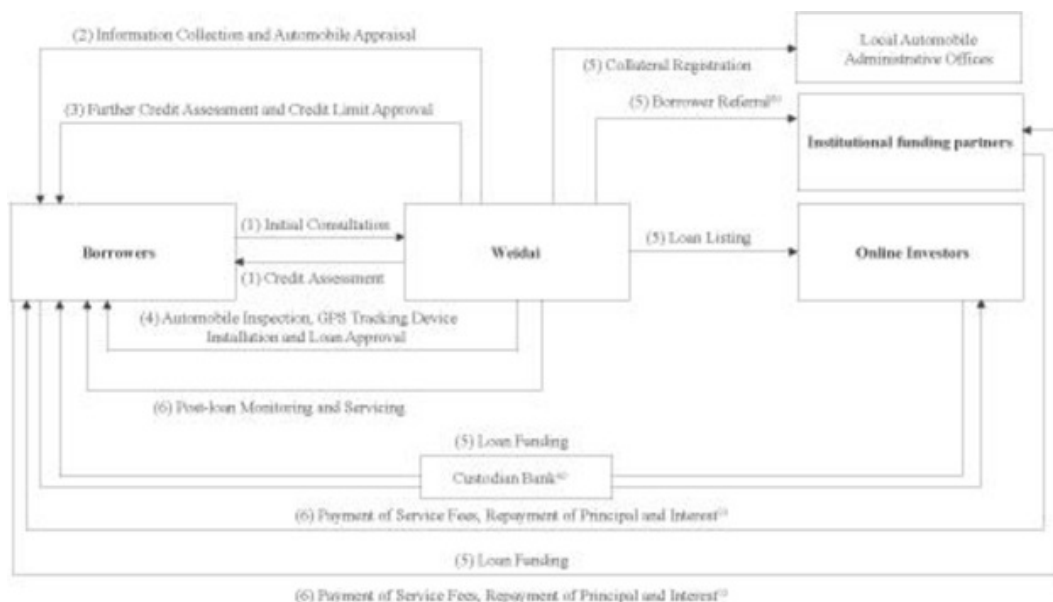 (2) Information Collection and Automobile Appraisal
Local Automobile
Administrative Offices
(5) Collateral Registration
(3) Further Credit Assessment and Credit Limit Approval
(5) Borrower Referral
Institutional funding partners
(1) Initial Consultation
Borrowers
Weidai
(5) Loan Listing
Online Investors
(1) Credit Assessment
(4) Automobile Inspection, GPS Tracking Device
Installation and Loan Approval
(6) Post-loan Monitoring and Servicing
(5) Loan Funding
Custodian Bank
(6) Payment of Service Fees, Repayment of Principal and Interest
(5) Loan Funding
(6) Payment of Service Fees, Repayment of Principal and Interest